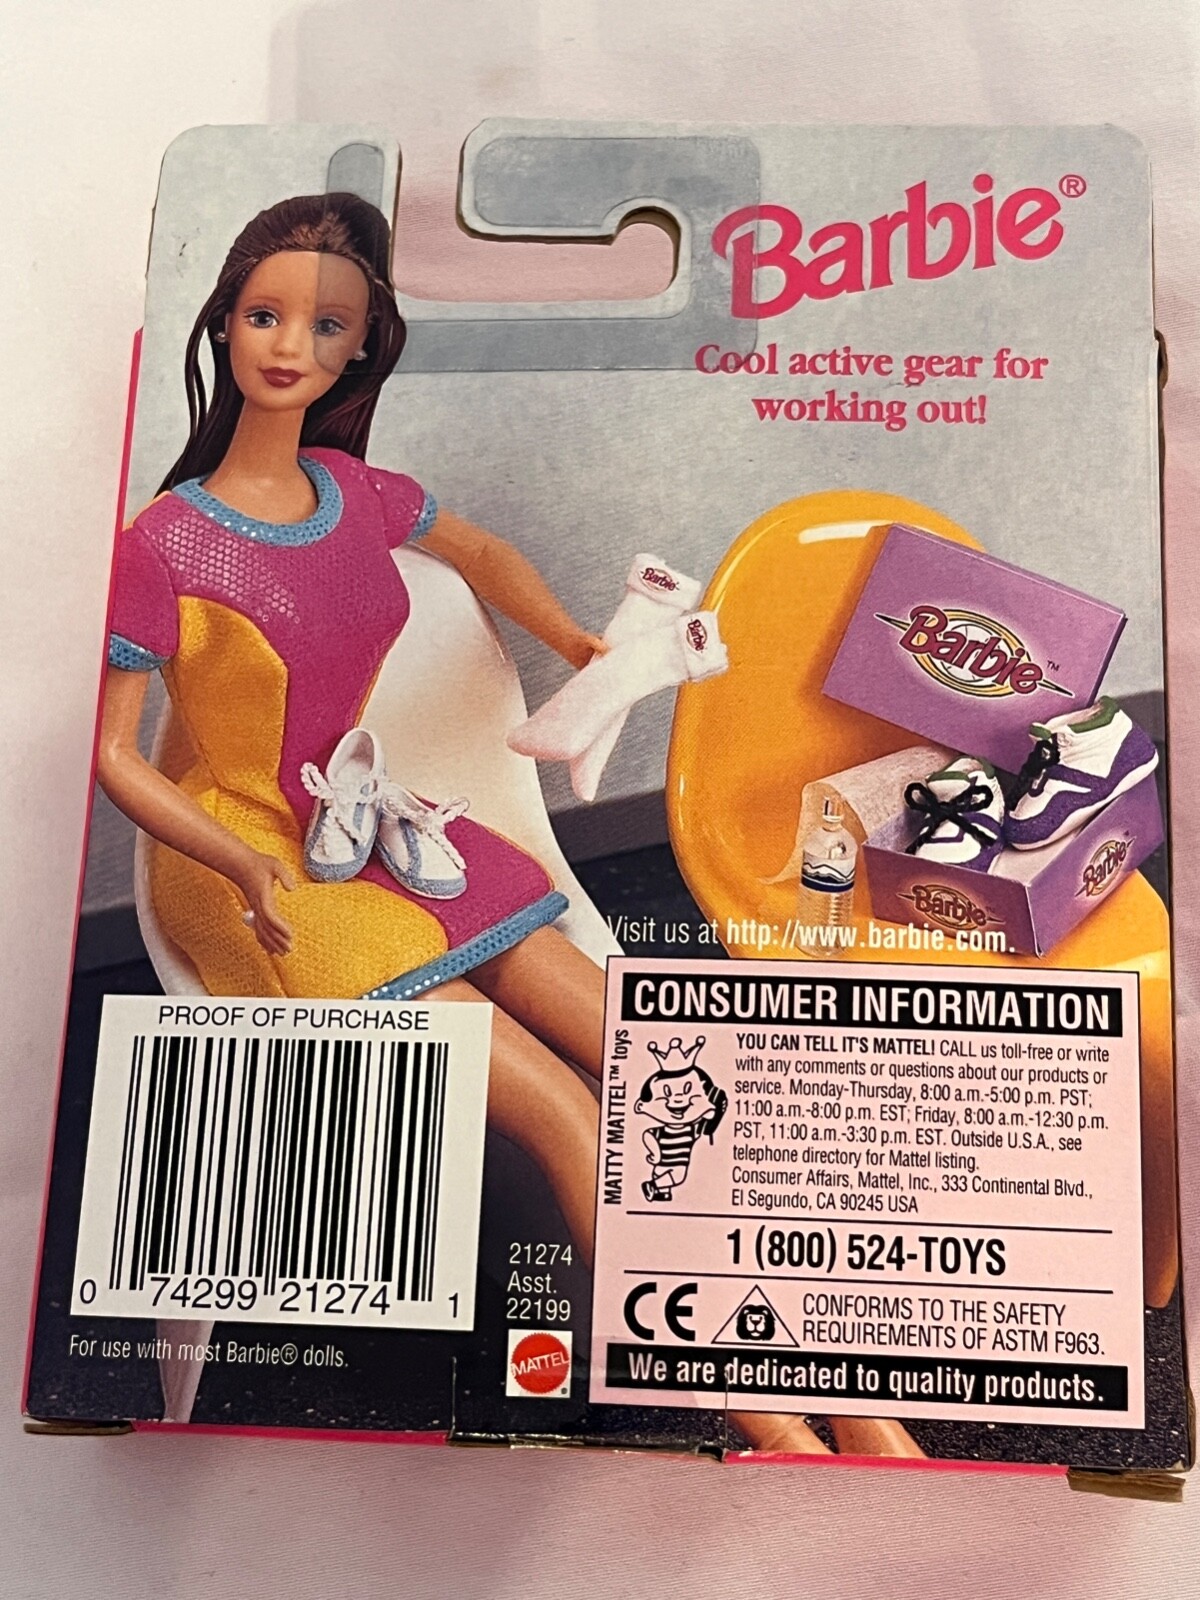 Barbie®
Cool active gear for
working out!
Barbie
Barbie
Barbie™
Barbie
Barbie™
Visit us at http://www.barbie.com.
PROOF OF PURCHASE
0 74299 21274 1
For use with most Barbie® dolls.
21274
Asst.
22199
MATTEL
CONSUMER INFORMATION
MATTY MATTEL™ toys
YOU CAN TELL IT'S MATTEL! CALL us toll-free or write
with any comments or questions about our products or
service. Monday-Thursday, 8:00 a.m.-5:00 p.m. PST;
11:00 a.m.-8:00 p.m. EST; Friday, 8:00 a.m.-12:30 p.m.
PST, 11:00 a.m.-3:30 p.m. EST. Outside U.S.A., see
telephone directory for Mattel listing.
Consumer Affairs, Mattel, Inc., 333 Continental Blvd.,
El Segundo, CA 90245 USA
1 (800) 524-TOYS
CE
CONFORMS TO THE SAFETY
REQUIREMENTS OF ASTM F963.
We are dedicated to quality products.